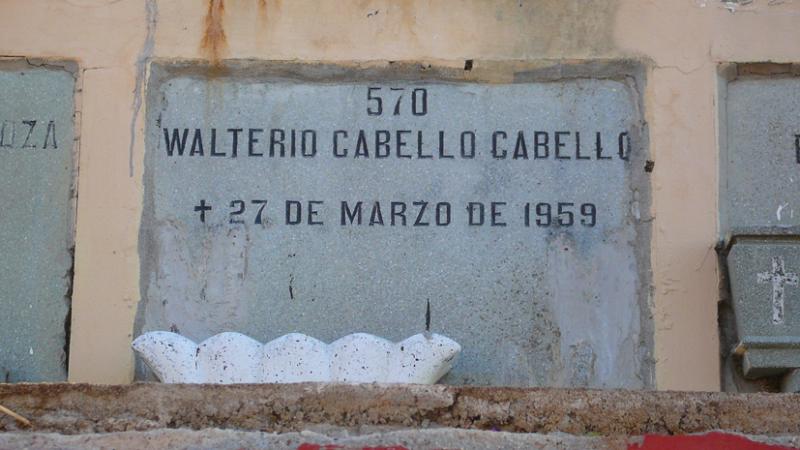 570
WALTERIO CABELLO CABELLO
✝ 27 DE MARZO DE 1959